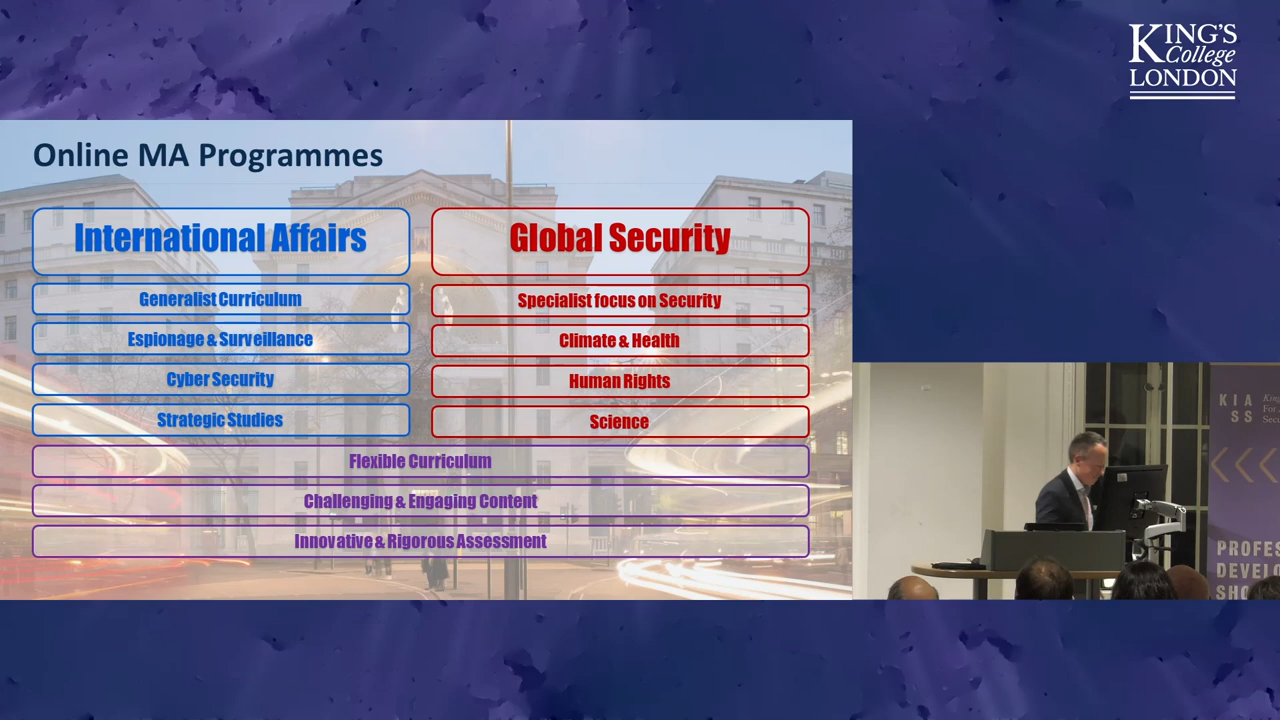 KING'S
College
LONDON
Online MA Programmes
International Affairs
Global Security
Generalist Curriculum
Specialist focus on Security
Espionage & Surveillance
Climate & Health
Cyber Security
Human Rights
Strategic Studies
Science
Flexible Curriculum
Challenging & Engaging Content
Innovative & Rigorous Assessment
K I A
S S